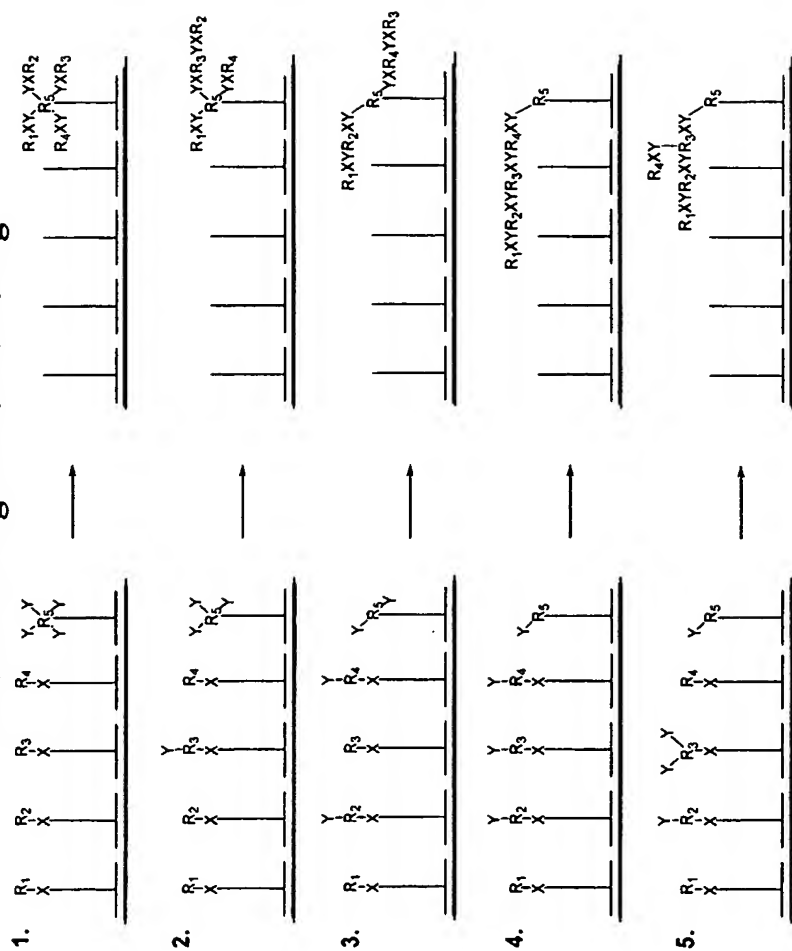 1.
R₁ R₂ R₃ R₄ Y Y
X X X X R₅
Y Y
R₁XY YXR₂
R₅
R₄XY YXR₃
2.
Y
R₁ R₂ R₃ R₄ Y Y
X X X X R₅
Y
R₁XY YXR₃YXR₂
R₅
YXR₄
3.
Y Y
R₁ R₂ R₃ R₄ Y
X X X X R₅
Y
R₁XYR₂XY
R₅
YXR₄YXR₃
4.
Y Y Y
R₁ R₂ R₃ R₄ Y
X X X X R₅
R₁XYR₂XYR₃XYR₄XY
R₅
5.
Y Y Y
R₁ R₂ R₃ R₄ Y
X X X X R₅
R₄XY
R₁XYR₂XYR₃XY
R₅